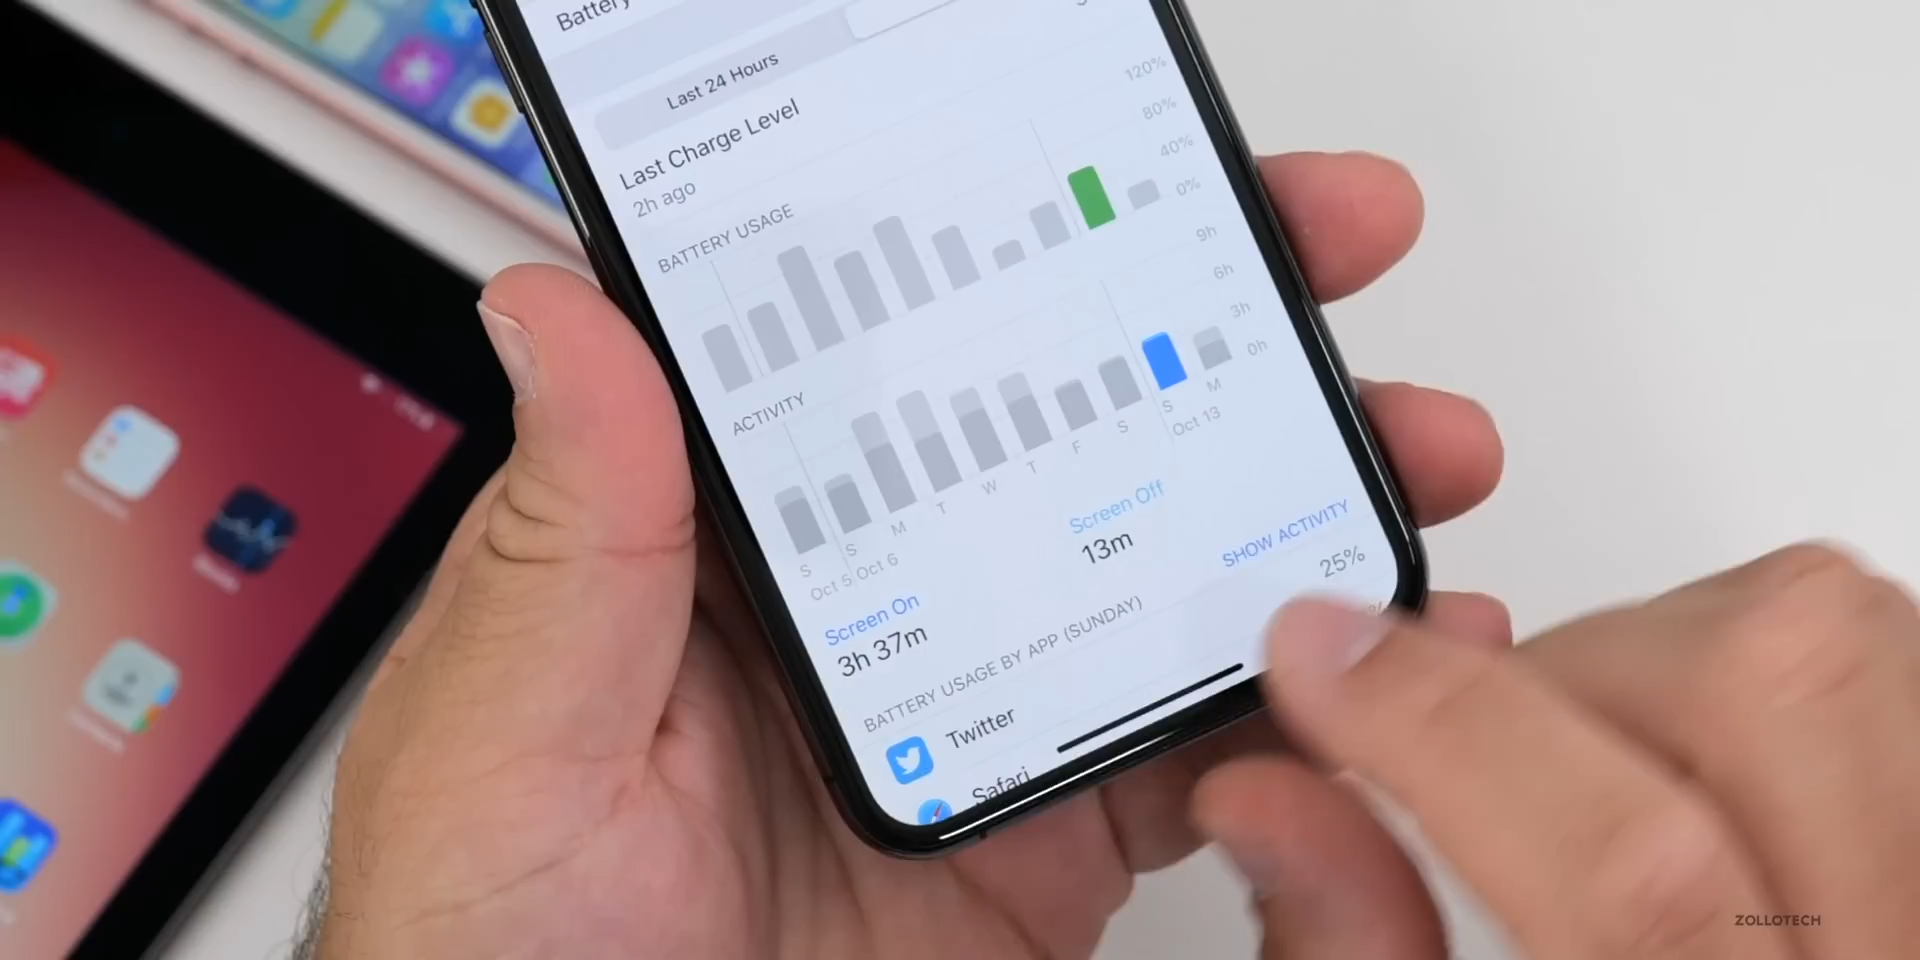 Battery
Last 24 Hours
Last Charge Level
2h ago
BATTERY USAGE
120%
80%
40%
0%
ACTIVITY
9h
6h
3h
0h
S S M T W T F S S M
Oct 5 Oct 6 Oct 13
Screen On Screen Off
3h 37m 13m
SHOW ACTIVITY
BATTERY USAGE BY APP (SUNDAY)
Twitter 25%
Safari
ZOLLOTECH